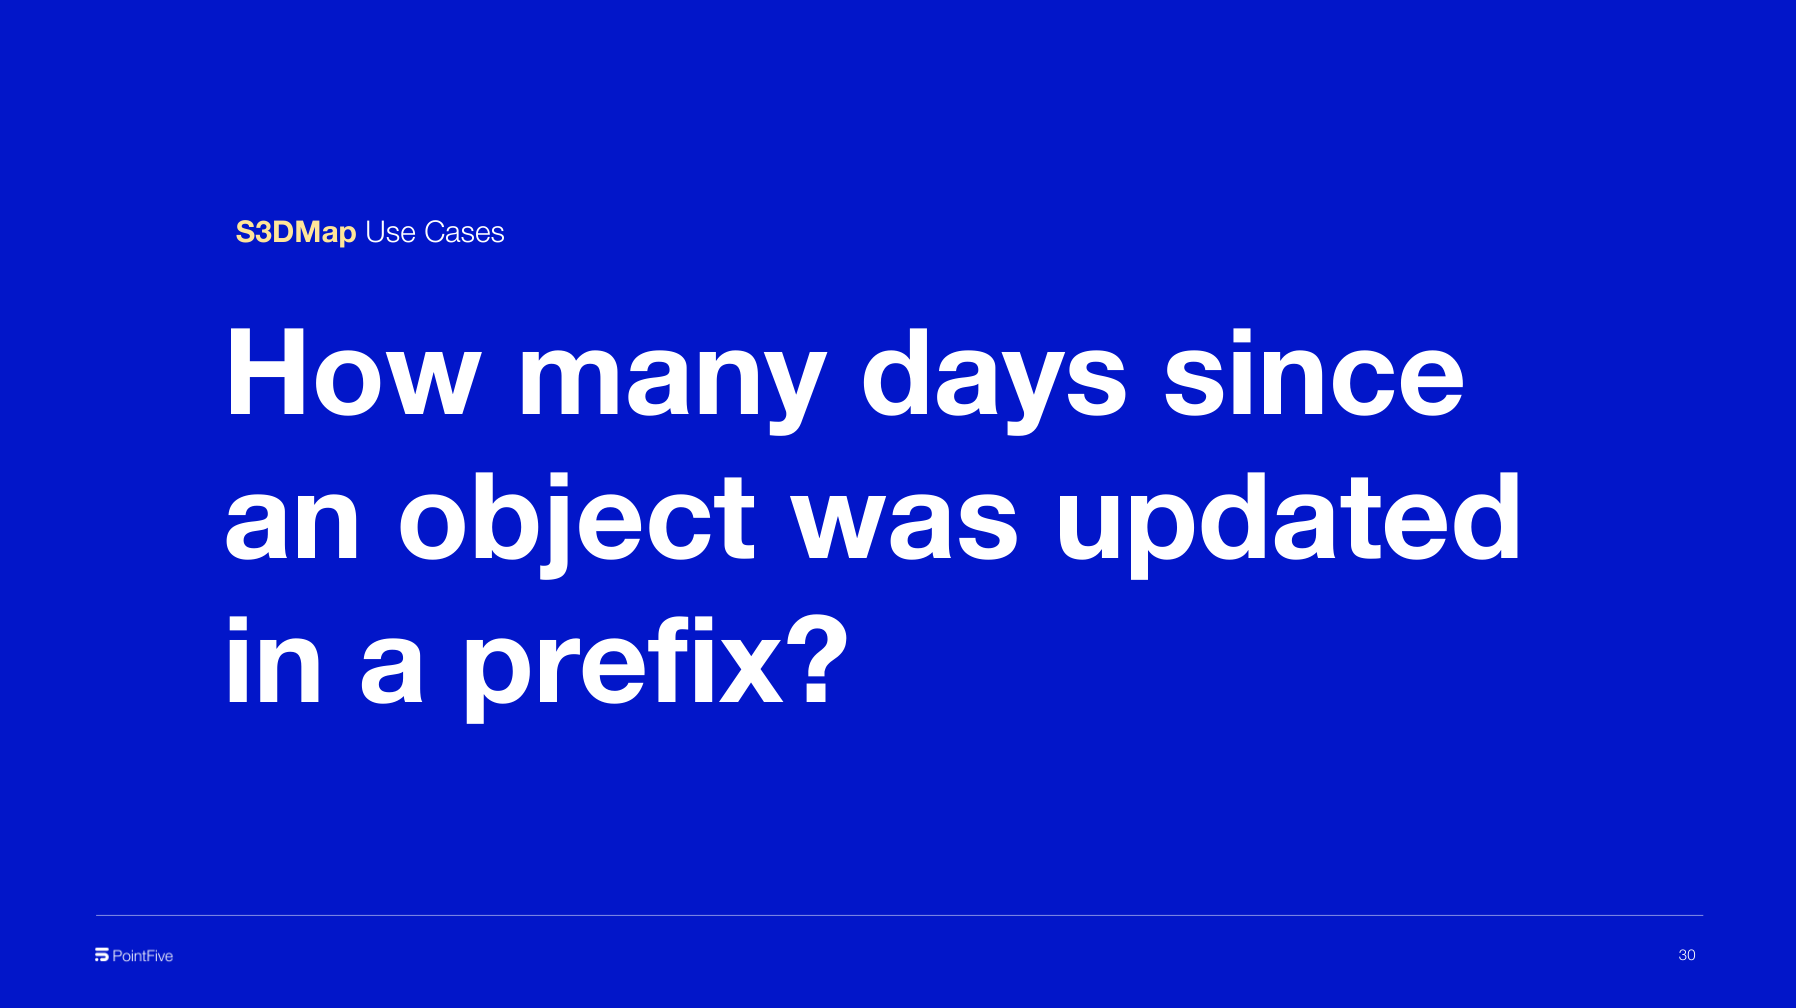 S3DMap Use Cases
How many days since
an object was updated
in a prefix?
PointFive
30